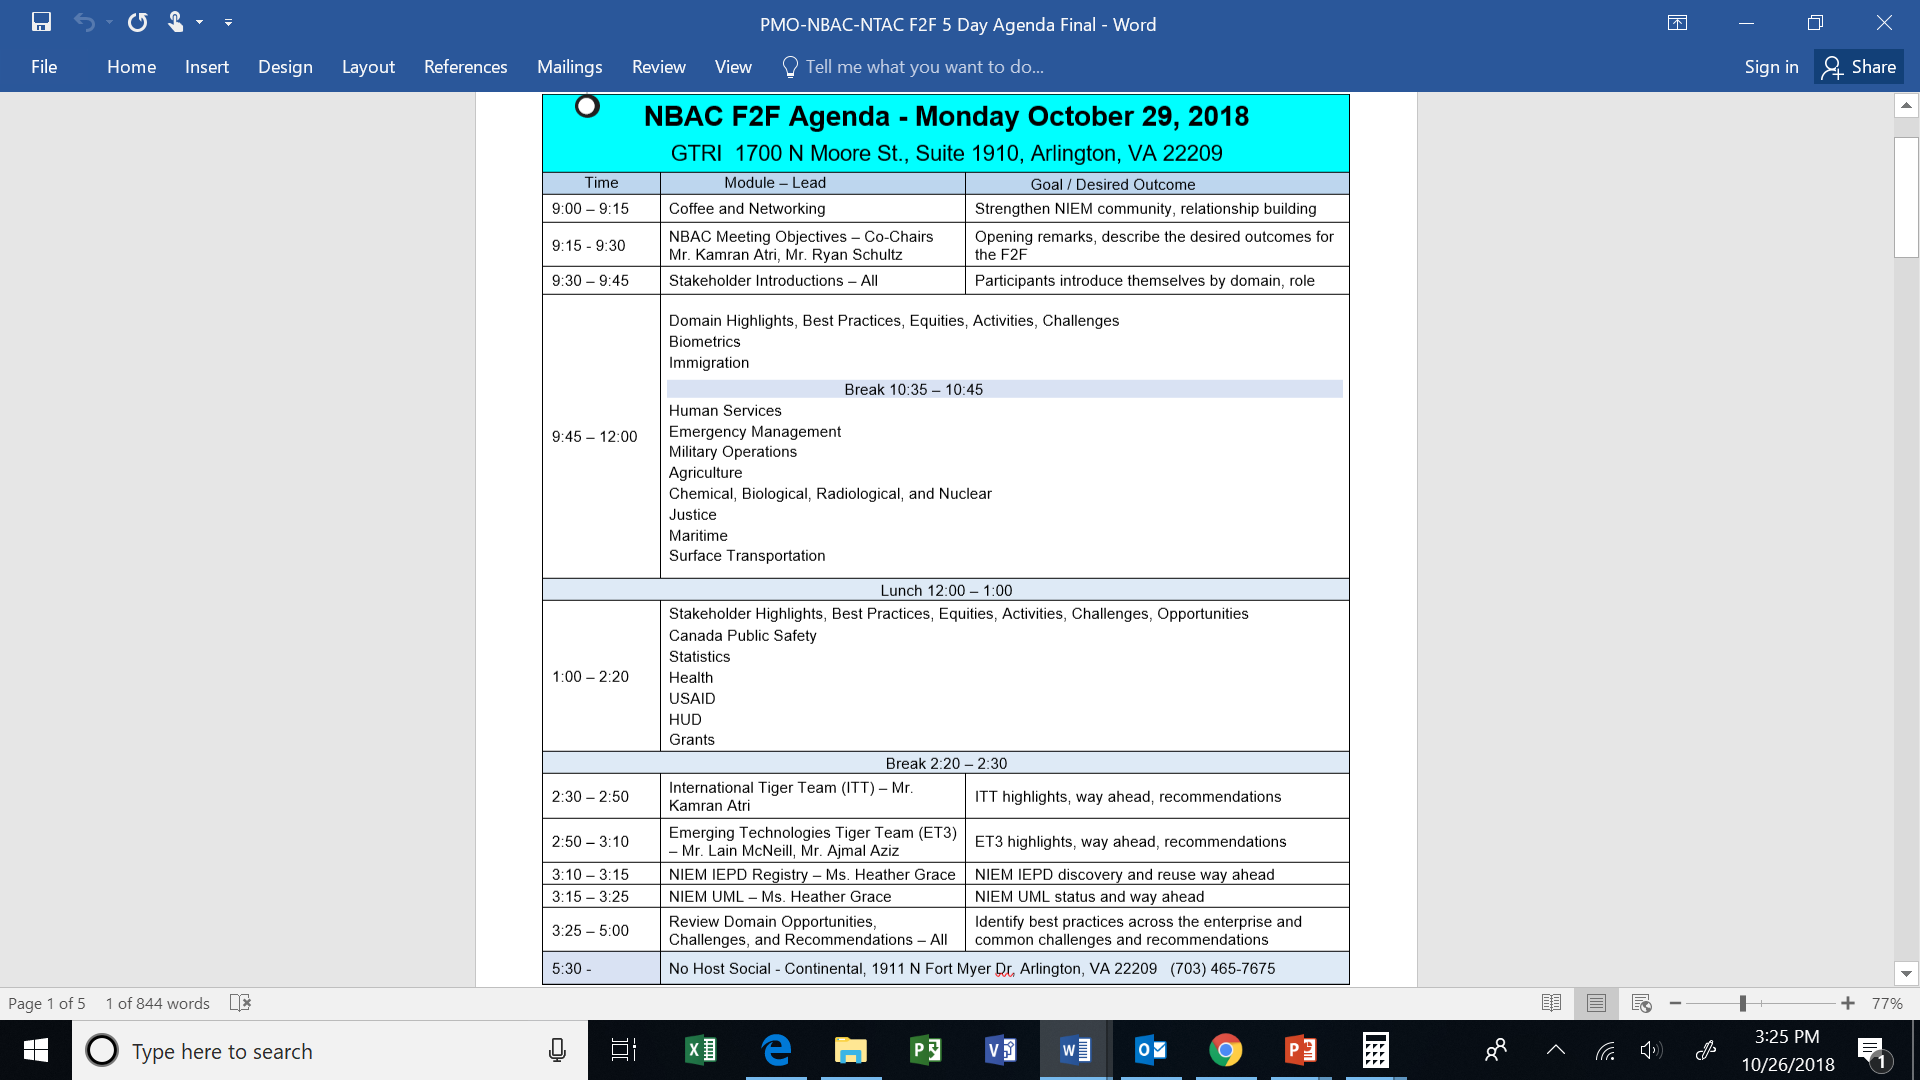 PMO-NBAC-NTAC F2F 5 Day Agenda Final - Word
File Home Insert Design Layout References Mailings Review View Tell me what you want to do... Sign in Share
NBAC F2F Agenda - Monday October 29, 2018
GTRI 1700 N Moore St., Suite 1910, Arlington, VA 22209
Time Module – Lead Goal / Desired Outcome
9:00 – 9:15 Coffee and Networking Strengthen NIEM community, relationship building
9:15 - 9:30
NBAC Meeting Objectives – Co-Chairs
Mr. Kamran Atri, Mr. Ryan Schultz
Opening remarks, describe the desired outcomes for
the F2F
9:30 – 9:45 Stakeholder Introductions – All Participants introduce themselves by domain, role
9:45 – 12:00
Domain Highlights, Best Practices, Equities, Activities, Challenges
Biometrics
Immigration
Break 10:35 – 10:45
Human Services
Emergency Management
Military Operations
Agriculture
Chemical, Biological, Radiological, and Nuclear
Justice
Maritime
Surface Transportation
Lunch 12:00 – 1:00
1:00 – 2:20
Stakeholder Highlights, Best Practices, Equities, Activities, Challenges, Opportunities
Canada Public Safety
Statistics
Health
USAID
HUD
Grants
Break 2:20 – 2:30
2:30 – 2:50
International Tiger Team (ITT) – Mr.
Kamran Atri
ITT highlights, way ahead, recommendations
2:50 – 3:10
Emerging Technologies Tiger Team (ET3)
– Mr. Lain McNeill, Mr. Ajmal Aziz
ET3 highlights, way ahead, recommendations
3:10 – 3:15 NIEM IEPD Registry – Ms. Heather Grace NIEM IEPD discovery and reuse way ahead
3:15 – 3:25 NIEM UML – Ms. Heather Grace NIEM UML status and way ahead
3:25 – 5:00
Review Domain Opportunities,
Challenges, and Recommendations – All
Identify best practices across the enterprise and
common challenges and recommendations
5:30 - No Host Social - Continental, 1911 N Fort Myer Dr, Arlington, VA 22209 (703) 465-7675
Page 1 of 5 1 of 844 words 77%
Type here to search
3:25 PM
10/26/2018
1